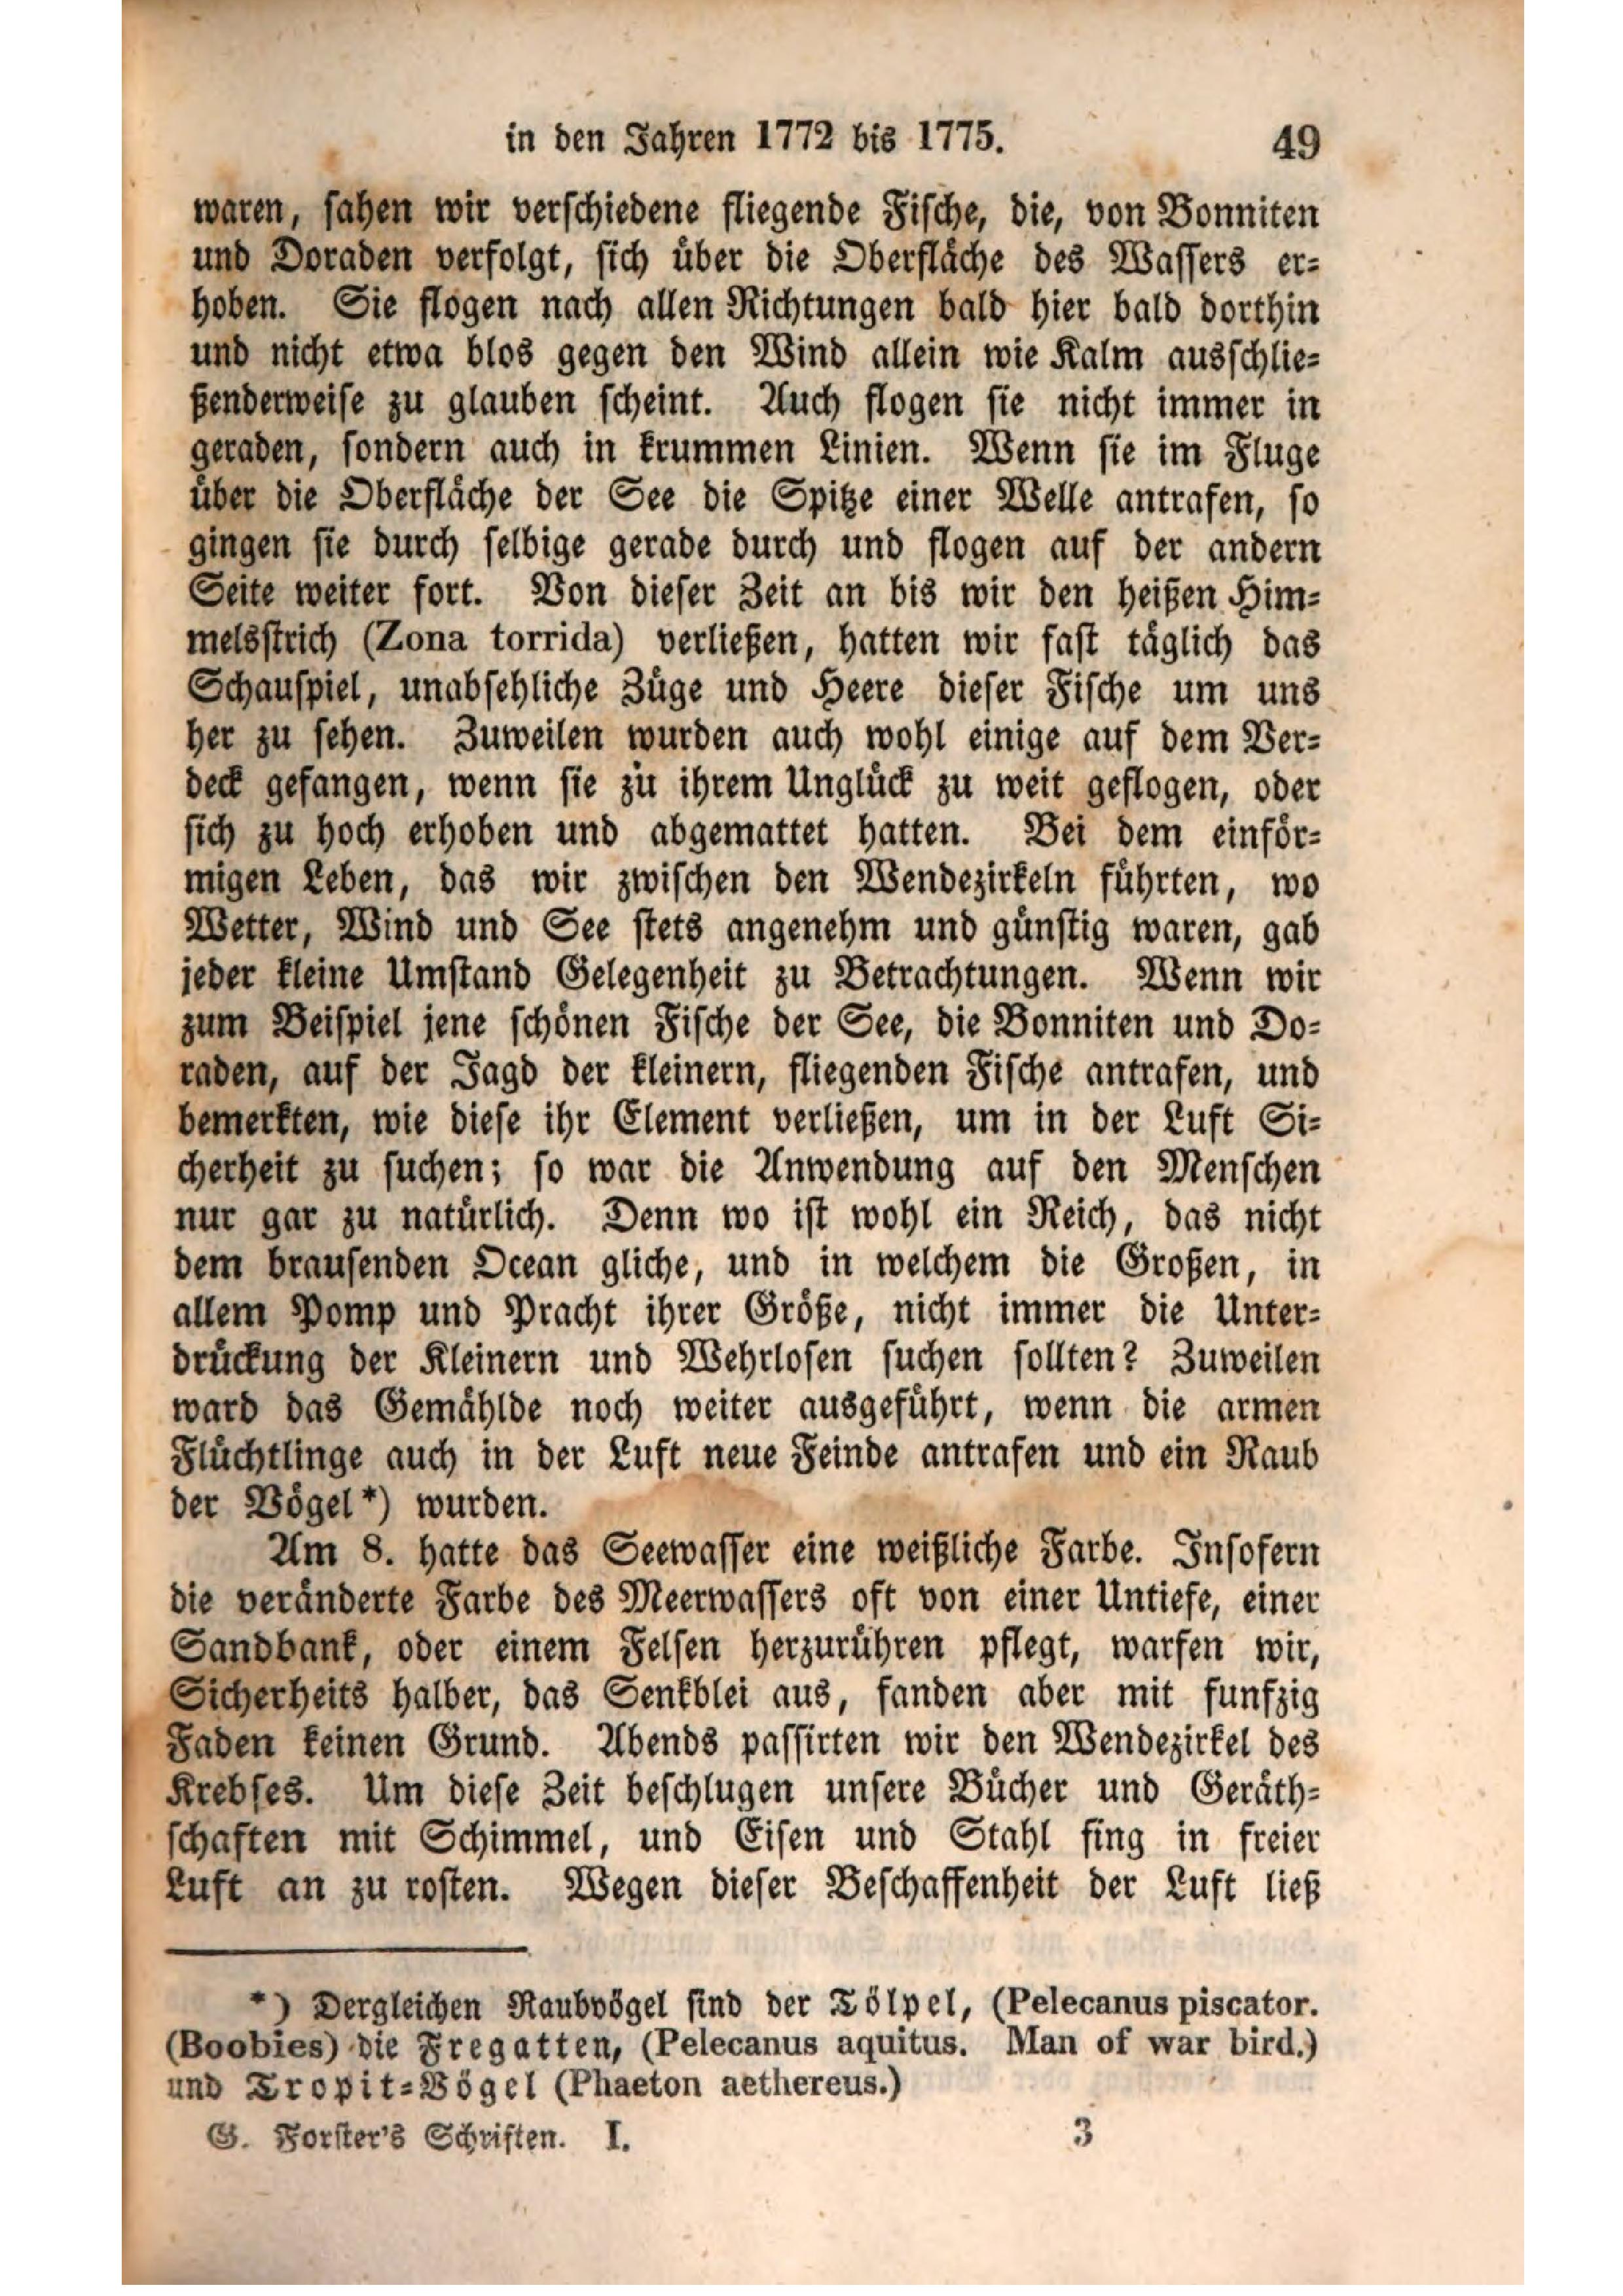 in den Jahren 1772 bis 1775. 49
waren, sahen wir verschiedene fliegende Fische, die, von Bonniten
und Doraden verfolgt, sich über die Oberfläche des Wassers er-
hoben. Sie flogen nach allen Richtungen bald hier bald dorthin
und nicht etwa blos gegen den Wind allein wie Kalm ausschlie-
ßenderweise zu glauben scheint. Auch flogen sie nicht immer in
geraden, sondern auch in krummen Linien. Wenn sie im Fluge
über die Oberfläche der See die Spitze einer Welle antrafen, so
gingen sie durch selbige gerade durch und flogen auf der andern
Seite weiter fort. Von dieser Zeit an bis wir den heißen Him-
melsstrich (Zona torrida) verließen, hatten wir fast täglich das
Schauspiel, unabsehliche Züge und Heere dieser Fische um uns
her zu sehen. Zuweilen wurden auch wohl einige auf dem Ver-
deck gefangen, wenn sie zu ihrem Unglück zu weit geflogen, oder
sich zu hoch erhoben und abgemattet hatten. Bei dem einför-
migen Leben, das wir zwischen den Wendezirkeln führten, wo
Wetter, Wind und See stets angenehm und günstig waren, gab
jeder kleine Umstand Gelegenheit zu Betrachtungen. Wenn wir
zum Beispiel jene schönen Fische der See, die Bonniten und Do-
raden, auf der Jagd der kleinern, fliegenden Fische antrafen, und
bemerkten, wie diese ihr Element verließen, um in der Luft Si-
cherheit zu suchen; so war die Anwendung auf den Menschen
nur gar zu natürlich. Denn wo ist wohl ein Reich, das nicht
dem brausenden Ocean gliche, und in welchem die Großen, in
allem Pomp und Pracht ihrer Größe, nicht immer die Unter-
drückung der Kleinern und Wehrlosen suchen sollten? Zuweilen
ward das Gemählde noch weiter ausgeführt, wenn die armen
Flüchtlinge auch in der Luft neue Feinde antrafen und ein Raub
der Vögel*) wurden.
Am 8. hatte das Seewasser eine weißliche Farbe. Insofern
die veränderte Farbe des Meerwassers oft von einer Untiefe, einer
Sandbank, oder einem Felsen herzurühren pflegt, warfen wir,
Sicherheits halber, das Senkblei aus, fanden aber mit funfzig
Faden keinen Grund. Abends passirten wir den Wendezirkel des
Krebses. Um diese Zeit beschlugen unsere Bücher und Geräth-
schaften mit Schimmel, und Eisen und Stahl fing in freier
Luft an zu rosten. Wegen dieser Beschaffenheit der Luft ließ
*) Dergleichen Raubvögel sind der Tölpel, (Pelecanus piscator.
(Boobies) die Fregatten, (Pelecanus aquitus. Man of war bird.)
und Tropik-Vögel (Phaeton aethereus.)
G. Forster's Schriften. I. 3